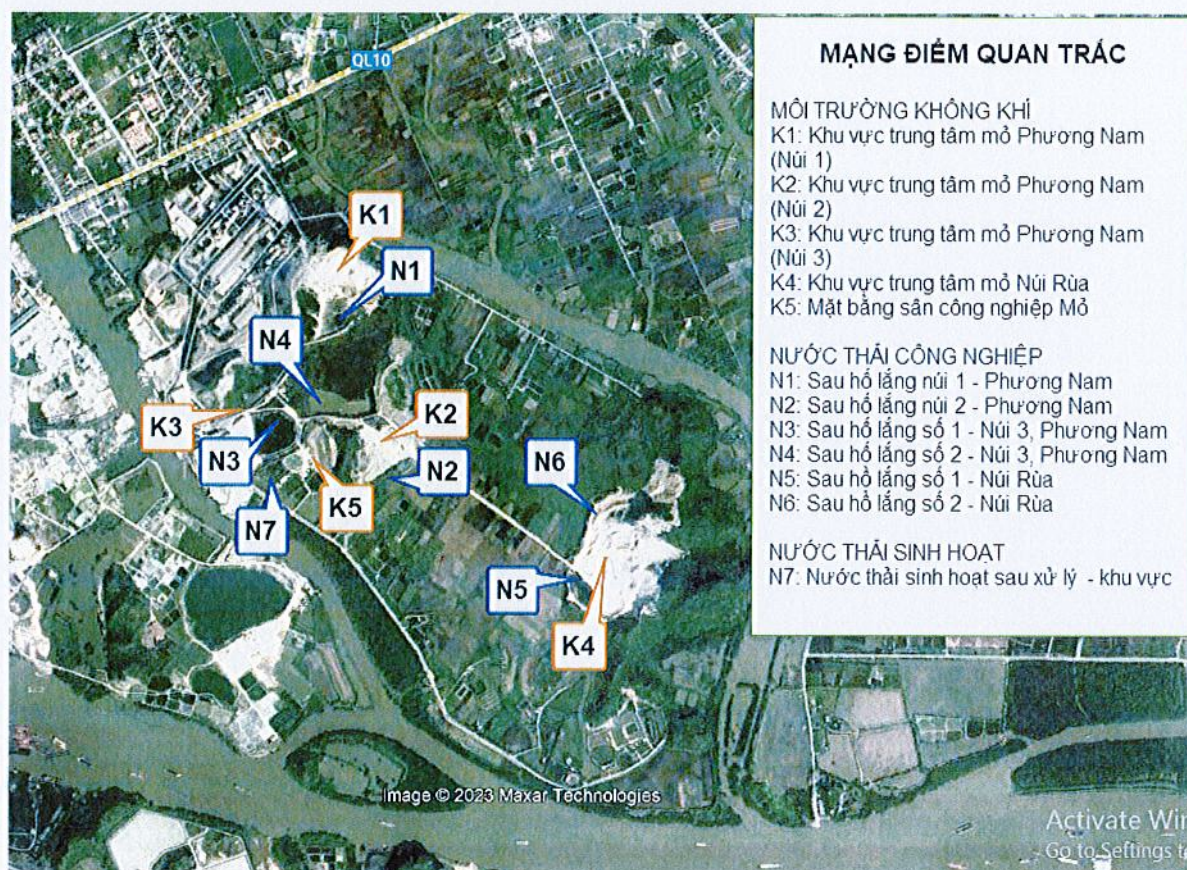 MẠNG ĐIỂM QUAN TRẮC
MÔI TRƯỜNG KHÔNG KHÍ
K1: Khu vực trung tâm mỏ Phương Nam
(Núi 1)
K2: Khu vực trung tâm mỏ Phương Nam
(Núi 2)
K3: Khu vực trung tâm mỏ Phương Nam
(Núi 3)
K4: Khu vực trung tâm mỏ Núi Rùa
K5: Mặt bằng sân công nghiệp Mỏ
NƯỚC THẢI CÔNG NGHIỆP
N1: Sau hố lắng núi 1 - Phương Nam
N2: Sau hố lắng núi 2 - Phương Nam
N3: Sau hố lắng số 1 - Núi 3, Phương Nam
N4: Sau hố lắng số 2 - Núi 3, Phương Nam
N5: Sau hồ lắng số 1 - Núi Rùa
N6: Sau hồ lắng số 2 - Núi Rùa
NƯỚC THẢI SINH HOẠT
N7: Nước thải sinh hoạt sau xử lý - khu vực
QL10
K1
N1
N4
K3
K2
N3
N2
N6
K5
N7
N5
K4
Image © 2023 Maxar Technologies
Activate Win
Go to Settings t